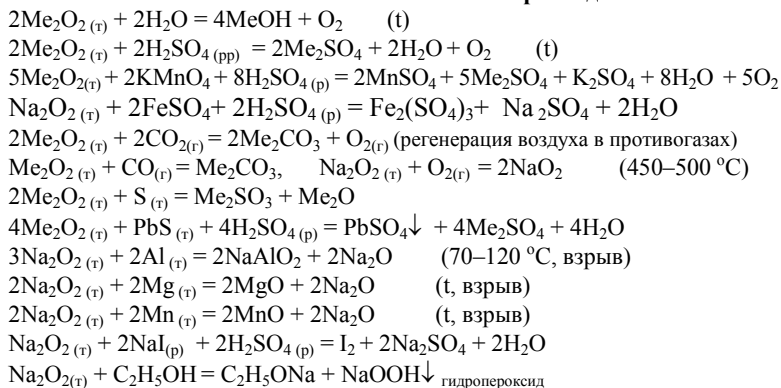 2Me₂O₂ (т) + 2H₂O = 4MeOH + O₂ (t)
2Me₂O₂ (т) + 2H₂SO₄ (рр) = 2Me₂SO₄ + 2H₂O + O₂ (t)
5Me₂O₂(т) + 2KMnO₄ + 8H₂SO₄ (р) = 2MnSO₄ + 5Me₂SO₄ + K₂SO₄ + 8H₂O + 5O₂
Na₂O₂ (т) + 2FeSO₄+ 2H₂SO₄ (р) = Fe₂(SO₄)₃+ Na ₂SO₄ + 2H₂O
2Me₂O₂ (т) + 2CO₂(г) = 2Me₂CO₃ + O₂(г) (регенерация воздуха в противогазах)
Me₂O₂ (т) + CO(г) = Me₂CO₃, Na₂O₂ (т) + O₂(г) = 2NaO₂ (450–500 °C)
2Me₂O₂ (т) + S (т) = Me₂SO₃ + Me₂O
4Me₂O₂ (т) + PbS (т) + 4H₂SO₄ (р) = PbSO₄↓ + 4Me₂SO₄ + 4H₂O
3Na₂O₂ (т) + 2Al (т) = 2NaAlO₂ + 2Na₂O (70–120 °C, взрыв)
2Na₂O₂ (т) + 2Mg (т) = 2MgO + 2Na₂O (t, взрыв)
2Na₂O₂ (т) + 2Mn (т) = 2MnO + 2Na₂O (t, взрыв)
Na₂O₂ (т) + 2NaI(р) + 2H₂SO₄ (р) = I₂ + 2Na₂SO₄ + 2H₂O
Na₂O₂(т) + C₂H₅OH = C₂H₅ONa + NaOOH↓ гидропероксид